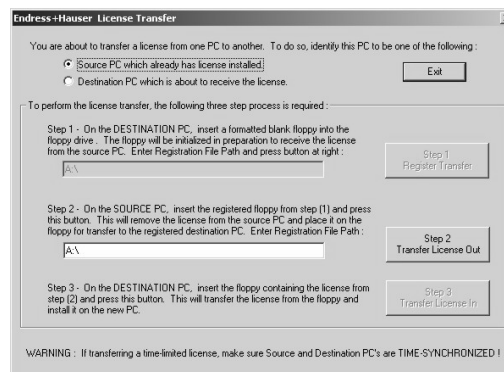 Endress+Hauser License Transfer
You are about to transfer a license from one PC to another. To do so, identify this PC to be one of the following :
Source PC which already has license installed.
Destination PC which is about to receive the license.
Exit
To perform the license transfer, the following three step process is required :
Step 1 - On the DESTINATION PC, insert a formatted blank floppy into the
floppy drive . The floppy will be initialized in preparation to receive the license
from the source PC. Enter Registration File Path and press button at right :
A:\
Step 1
Register Transfer
Step 2 - On the SOURCE PC, insert the registered floppy from step (1) and press
this button. This will remove the license from the source PC and place it on the
floppy for transfer to the registered destination PC. Enter Registration File Path :
A:\
Step 2
Transfer License Out
Step 3 - On the DESTINATION PC, insert the floppy containing the license from
step (2) and press this button. This will transfer the license from the floppy and
install it on the new PC.
Step 3
Transfer License In
WARNING : If transferring a time-limited license, make sure Source and Destination PC's are TIME-SYNCHRONIZED !